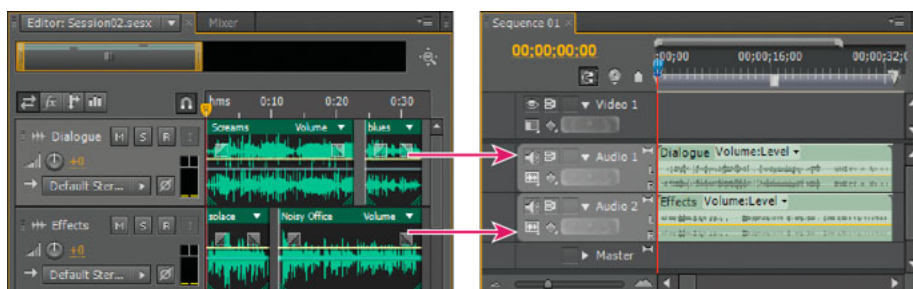 Editor: Session02.sesx
Mixer
hms 0:10 0:20 0:30
Dialogue M S R I
+0
Default Ster...
Screams Volume
blues
Effects M S R I
+0
Default Ster...
solace
Noisy Office Volume
Sequence 01
00;00;00;00
:00;00 00;00;16;00 00;00;32;0
Video 1
Audio 1
Dialogue Volume:Level
L
R
Audio 2
Effects Volume:Level
L
R
Master